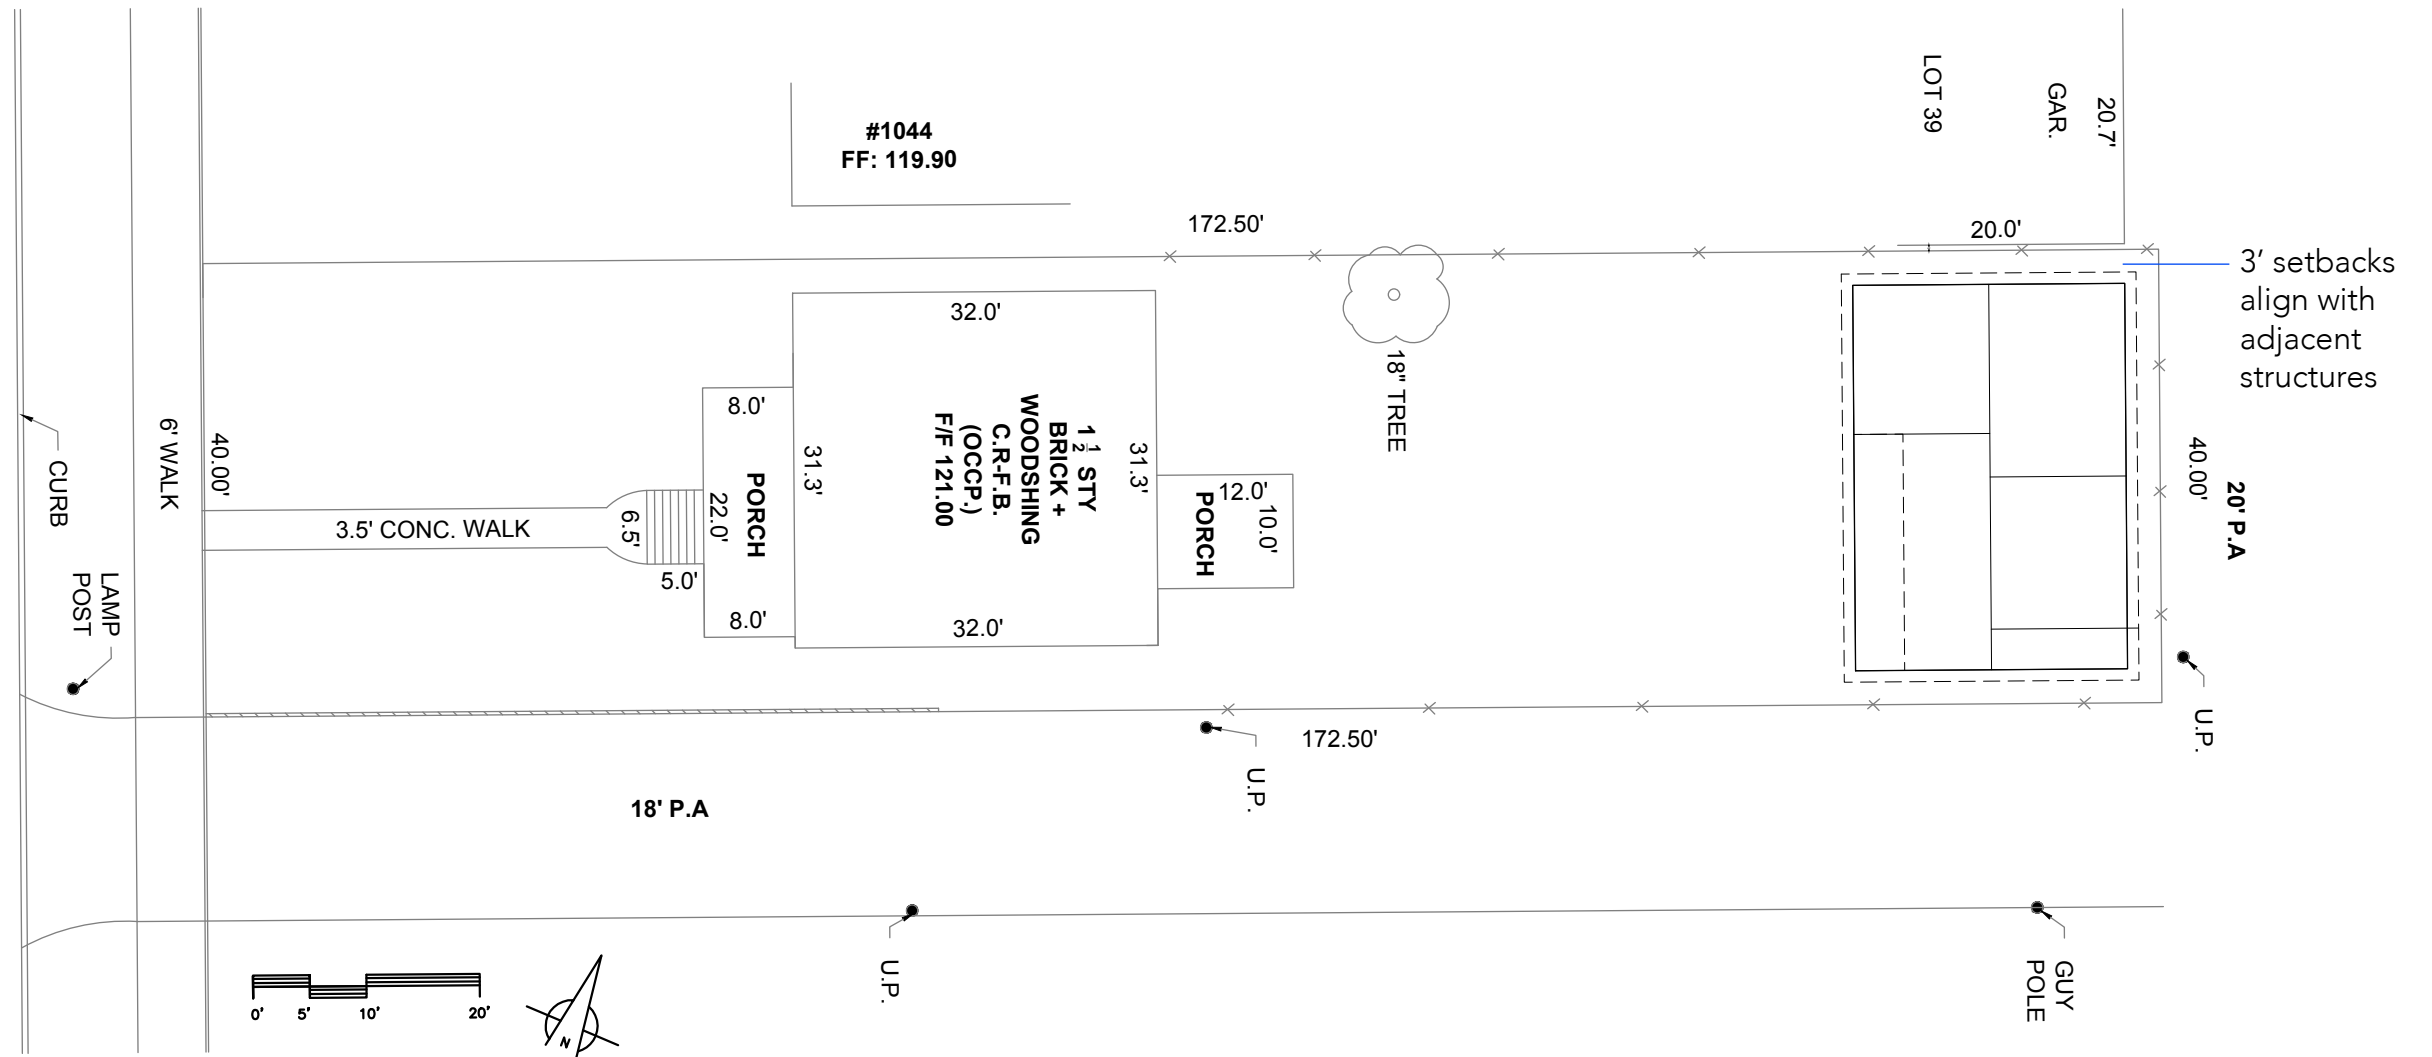 #1044
FF: 119.90
LOT 39
GAR.
20.7'
172.50'
20.0'
3' setbacks
align with
adjacent
structures
32.0'
18" TREE
8.0'
31.3'
1 1/2 STY
BRICK +
WOODSHING
C.R-F.B.
(OCCP.)
F/F 121.00
31.3'
6' WALK
40.00'
CURB
3.5' CONC. WALK
6.5'
22.0'
PORCH
5.0'
8.0'
32.0'
12.0'
10.0'
PORCH
40.00'
20' P.A
LAMP
POST
U.P.
172.50'
U.P.
18' P.A
U.P.
GUY
POLE
0' 5' 10' 20'
N